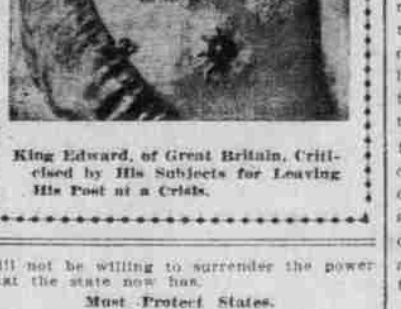 King Edward, of Great Britain, Criti-
cised by His Subjects for Leaving
His Post at a Crisis.
ill not be willing to surrender the power
at the state now has.
Must Protect States.